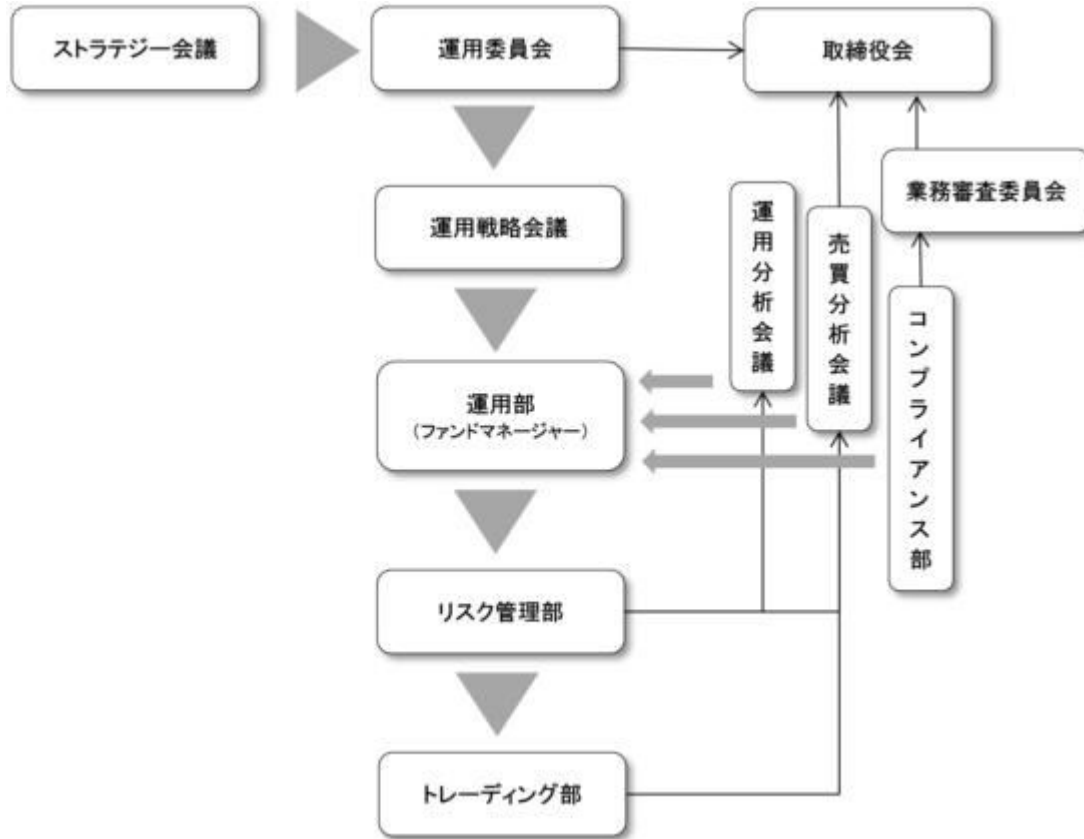 ストラテジー会議
運用委員会
取締役会
業務審査委員会
運用戦略会議
運用分析会議
売買分析会議
コンプライアンス部
運用部
（ファンドマネージャー）
リスク管理部
トレーディング部